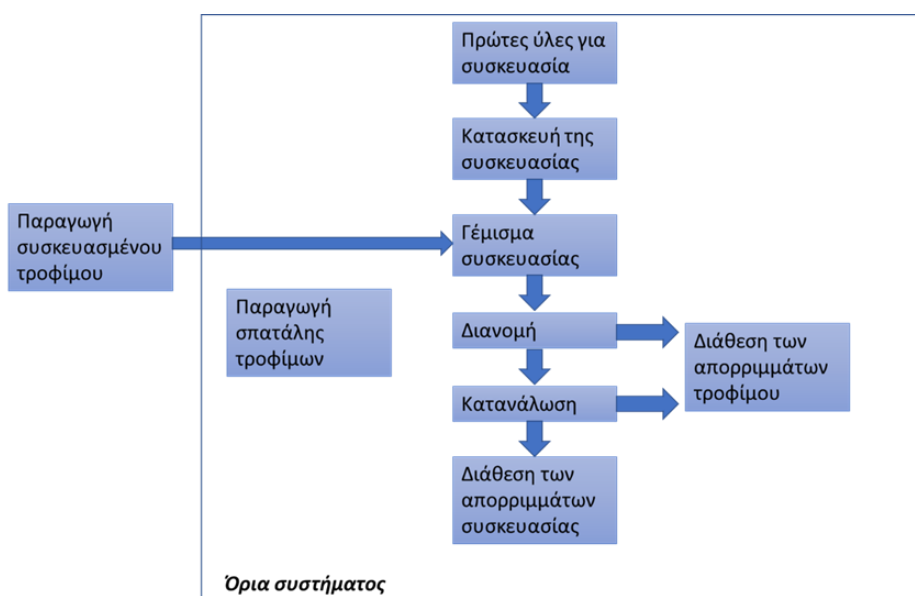 Πρώτες ύλες για
συσκευασία
Κατασκευή της
συσκευασίας
Παραγωγή
συσκευασμένου
τροφίμου
Γέμισμα
συσκευασίας
Παραγωγή
σπατάλης
τροφίμων
Διανομή
Διάθεση των
απορριμμάτων
τροφίμου
Κατανάλωση
Διάθεση των
απορριμμάτων
συσκευασίας
Όρια συστήματος